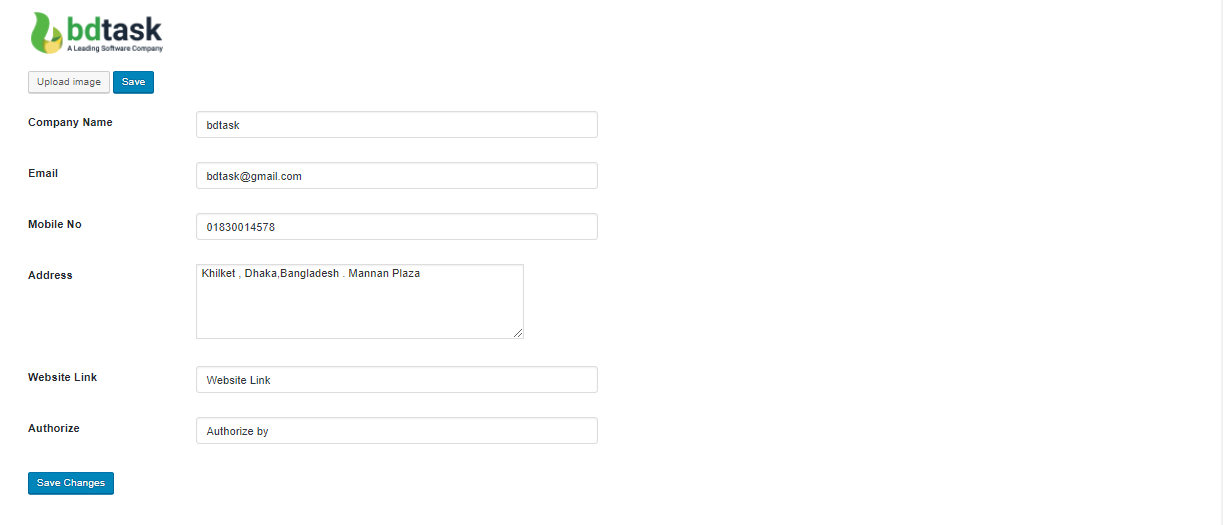 bdtask
A Leading Software Company
Upload image Save
Company Name bdtask
Email bdtask@gmail.com
Mobile No 01830014578
Address Khilket , Dhaka,Bangladesh . Mannan Plaza
Website Link Website Link
Authorize Authorize by
Save Changes